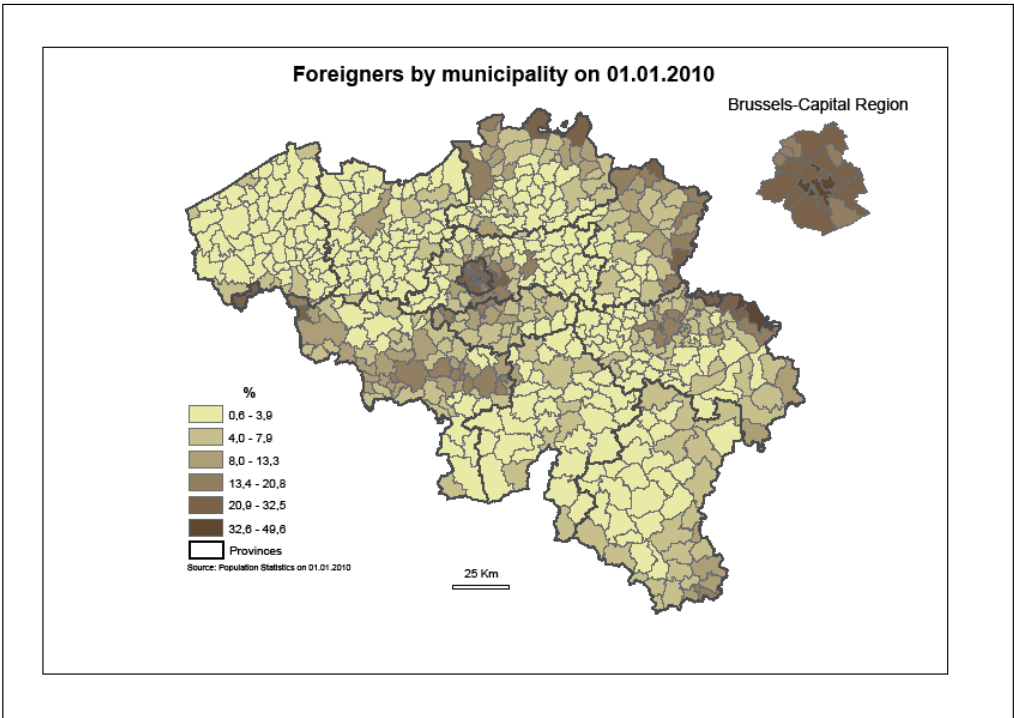 Foreigners by municipality on 01.01.2010
Brussels-Capital Region
%
0,6 - 3,9
4,0 - 7,9
8,0 - 13,3
13,4 - 20,8
20,9 - 32,5
32,6 - 49,6
Provinces
Source: Population Statistics on 01.01.2010
25 Km